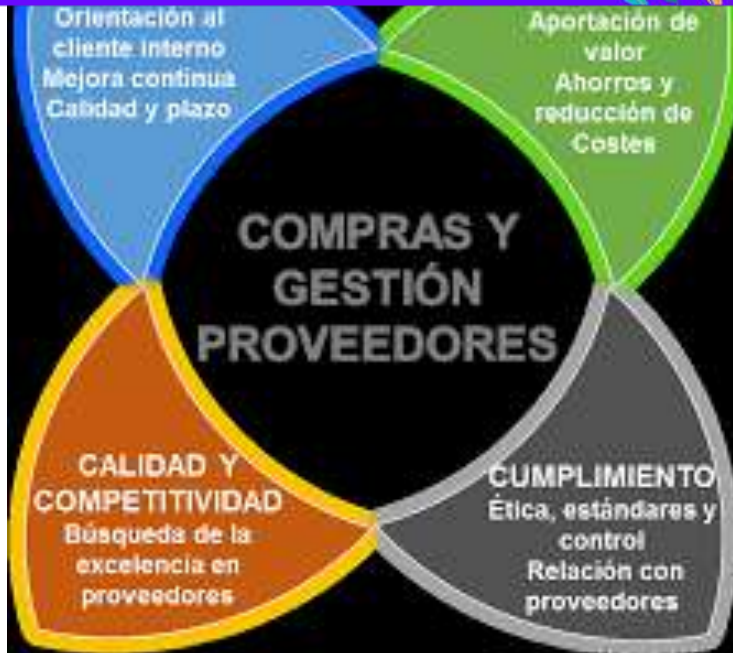 Orientación al
cliente interno
Mejora continua
Calidad y plazo
Aportación de
valor
Ahorros y
reducción de
Costes
COMPRAS Y
GESTIÓN
PROVEEDORES
CALIDAD Y
COMPETITIVIDAD
Búsqueda de la
excelencia en
proveedores
CUMPLIMIENTO
Ética, estándares y
control
Relación con
proveedores